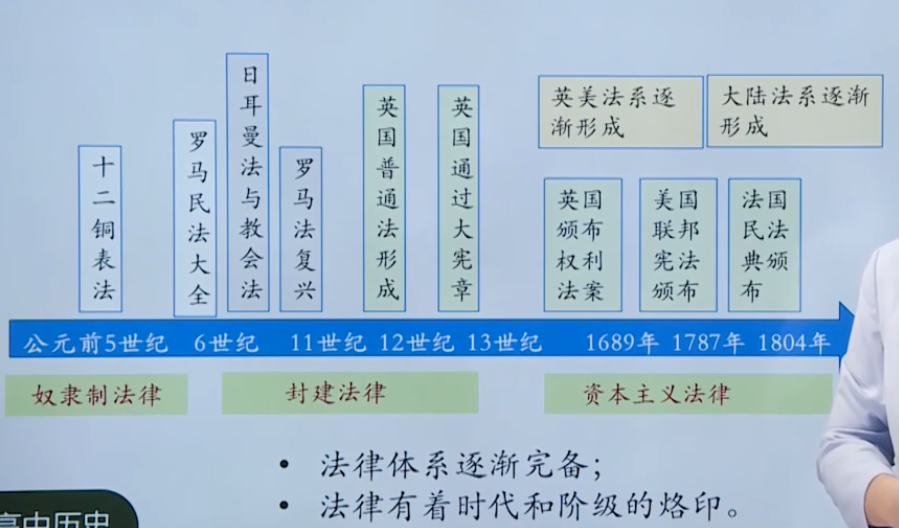 十二铜表法
罗马民法大全
日耳曼法与教会法
罗马法复兴
英国普通法形成
英国通过大宪章
英美法系逐
渐形成
大陆法系逐渐
形成
英国
颁布
权利
法案
美国
联邦
宪法
颁布
法国
民法
典颁
布
公元前5世纪 6世纪 11世纪 12世纪 13世纪 1689年 1787年 1804年
奴隶制法律 封建法律 资本主义法律
• 法律体系逐渐完备;
• 法律有着时代和阶级的烙印。
高中历史